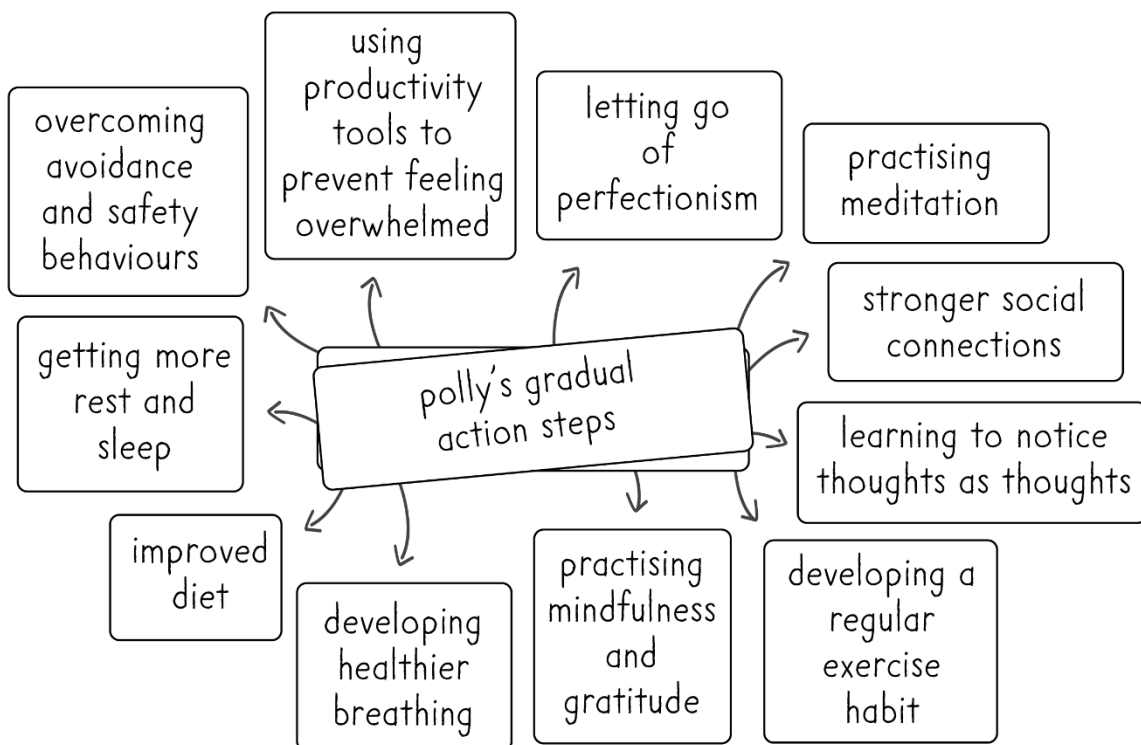 using
productivity
tools to
prevent feeling
overwhelmed
letting go
of
perfectionism
overcoming
avoidance
and safety
behaviours
practising
meditation
stronger social
connections
getting more
rest and
sleep
polly's gradual
action steps
learning to notice
thoughts as thoughts
improved
diet
developing
healthier
breathing
practising
mindfulness
and
gratitude
developing a
regular
exercise
habit